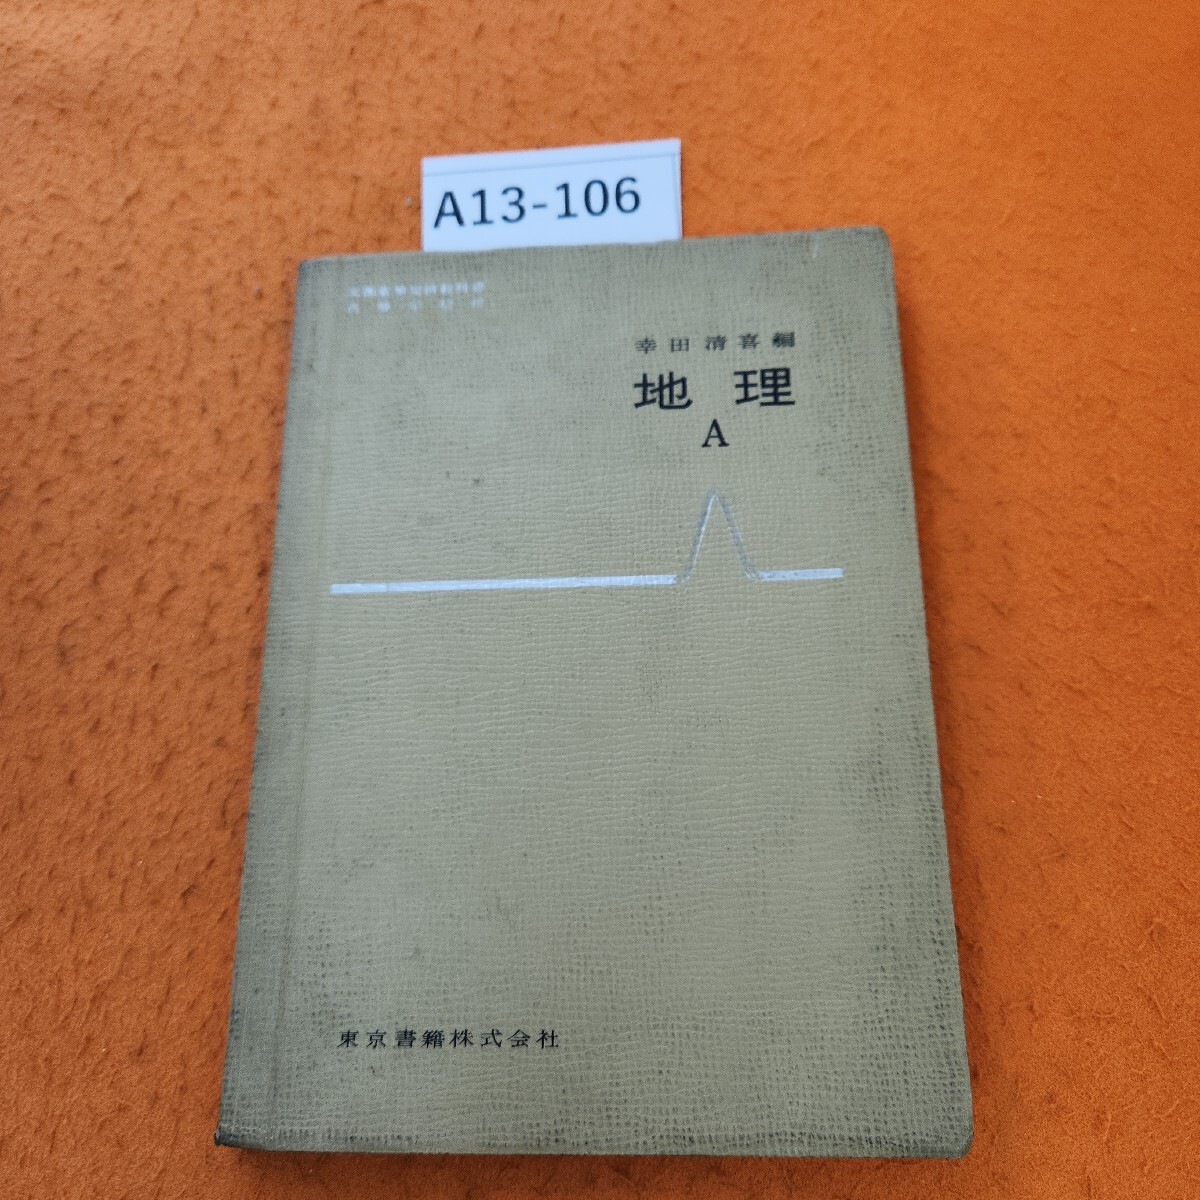 A13-106
幸田清喜編
地理
A
東京書籍株式会社